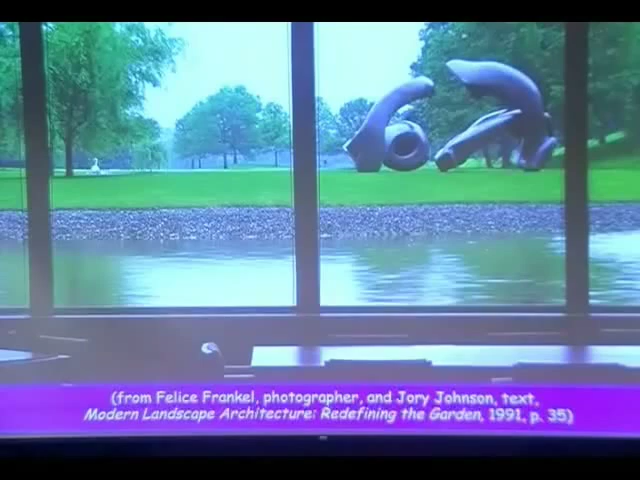 (from Felice Frankel, photographer, and Jory Johnson, text,
Modern Landscape Architecture: Redefining the Garden, 1991, p. 35)